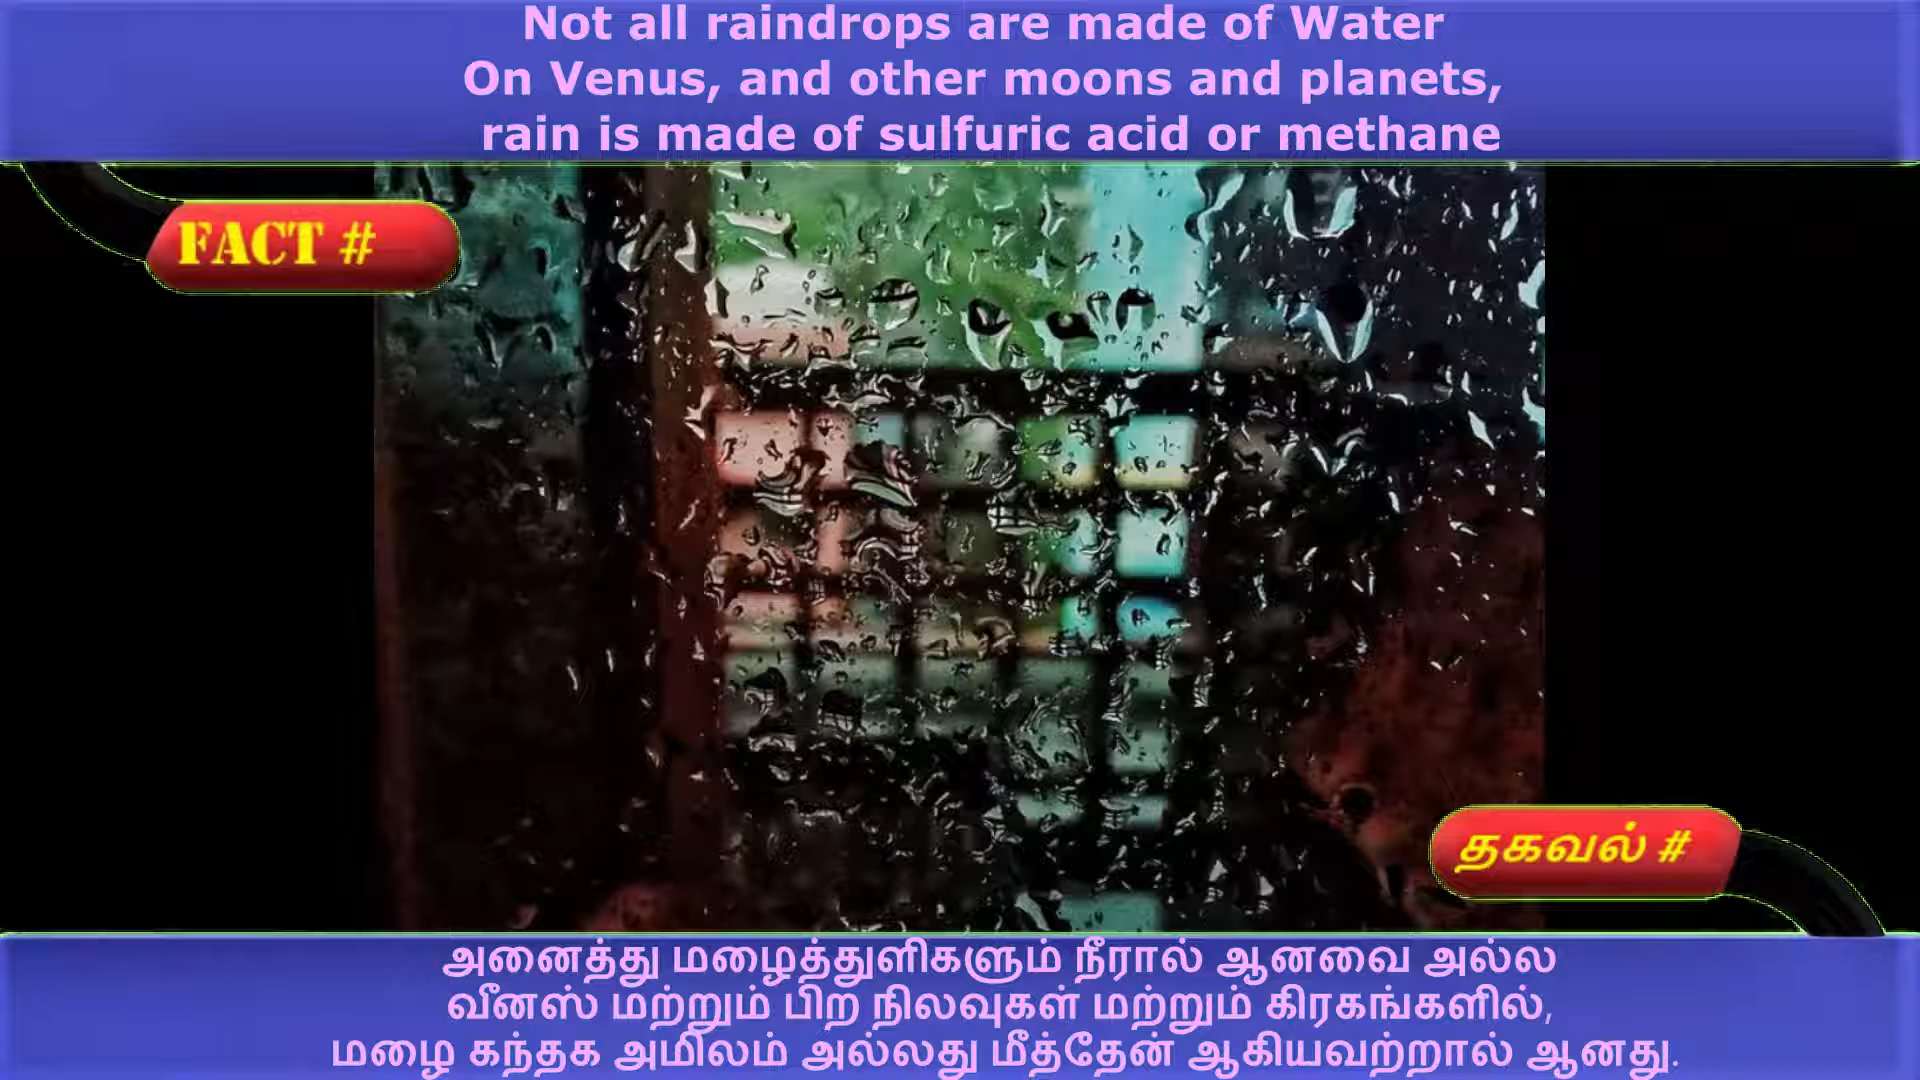 Not all raindrops are made of Water
On Venus, and other moons and planets,
rain is made of sulfuric acid or methane
FACT #
தகவல் #
அனைத்து மழைத்துளிகளும் நீரால் ஆனவை அல்ல
வீனஸ் மற்றும் பிற நிலவுகள் மற்றும் கிரகங்களில்,
மழை கந்தக அமிலம் அல்லது மீத்தேன் ஆகியவற்றால் ஆனது.